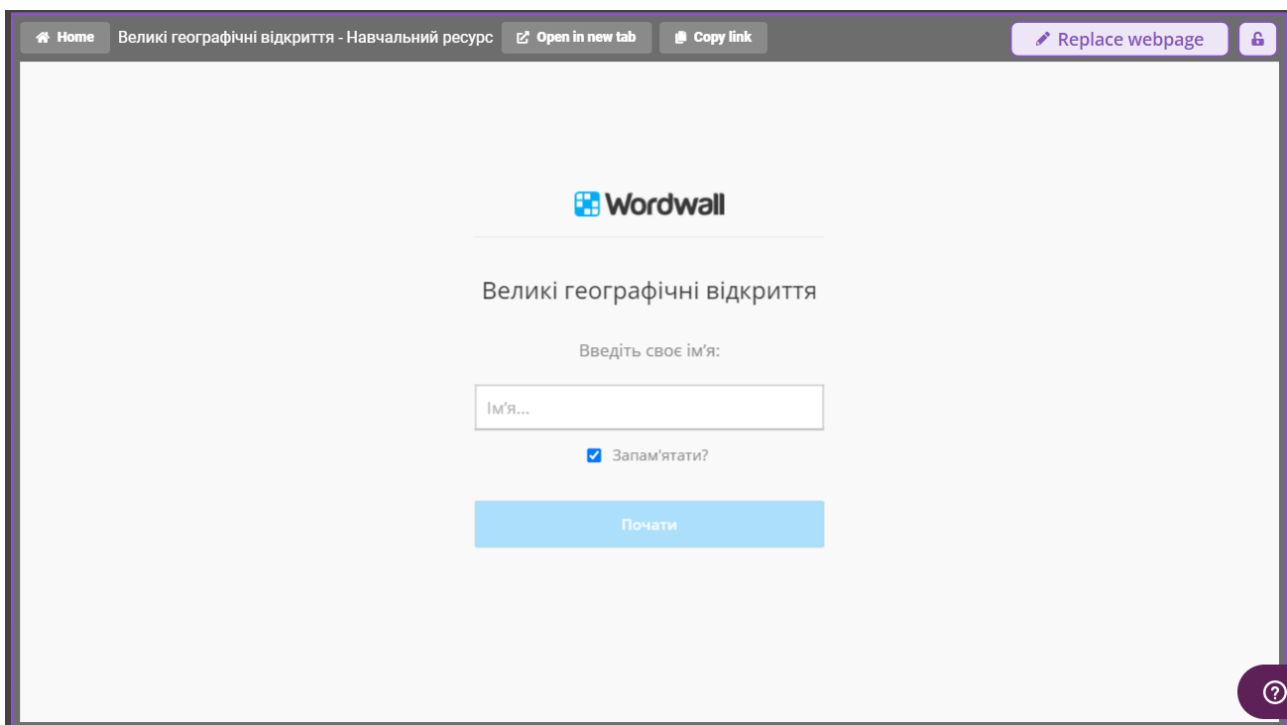 Home Великі географічні відкриття - Навчальний ресурс Open in new tab Copy link Replace webpage
Wordwall
Великі географічні відкриття
Введіть своє ім'я:
Ім'я...
Запам'ятати?
Почати